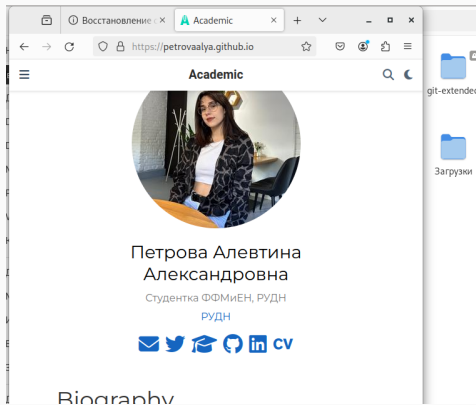 Восстановление с
Academic
https://petrovaalya.github.io
Academic
git-extended
Загрузки
Петрова Алевтина
Александровна
Студентка ФФМиЕН, РУДН
РУДН
CV
Biography